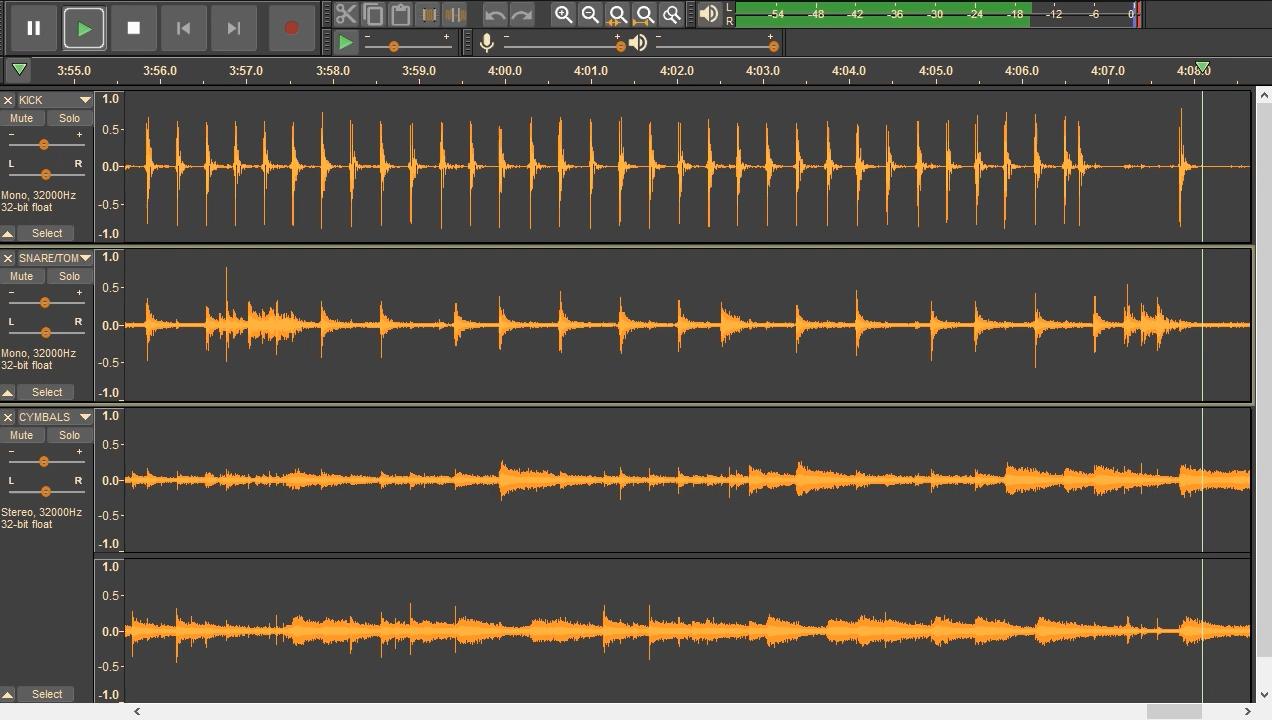 L
R
-54 -48 -42 -36 -30 -24 -18 -12 -6 0
- +
- + - +
3:55.0 3:56.0 3:57.0 3:58.0 3:59.0 4:00.0 4:01.0 4:02.0 4:03.0 4:04.0 4:05.0 4:06.0 4:07.0 4:08.0
KICK
Mute Solo
- +
L R
Mono, 32000Hz
32-bit float
Select
1.0
0.5-
0.0-
-0.5-
-1.0
SNARE/TOM
Mute Solo
- +
L R
Mono, 32000Hz
32-bit float
Select
1.0
0.5-
0.0-
-0.5-
-1.0
CYMBALS
Mute Solo
- +
L R
Stereo, 32000Hz
32-bit float
Select
1.0
0.5-
0.0-
-0.5-
-1.0
1.0
0.5-
0.0-
-0.5-
-1.0